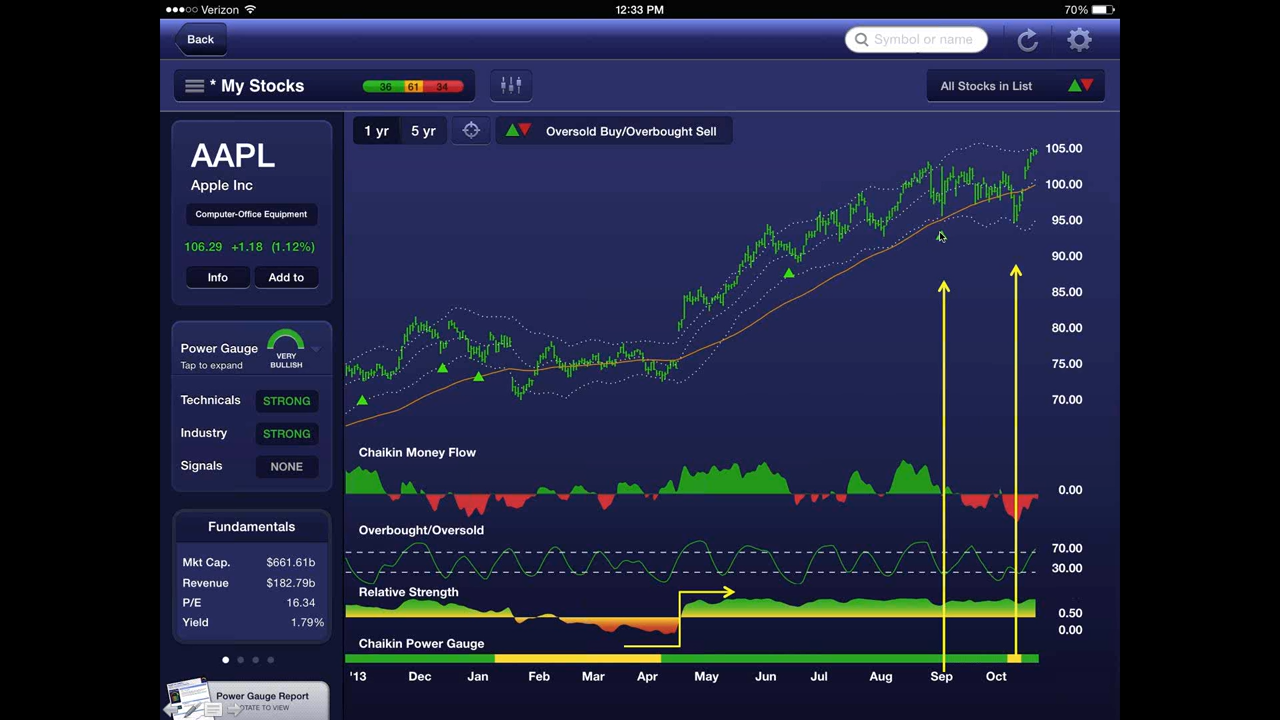 Verizon 12:33 PM 70%
Back Symbol or name
* My Stocks 36 61 34 All Stocks in List
1 yr 5 yr Oversold Buy/Overbought Sell
AAPL
Apple Inc
Computer-Office Equipment
106.29 +1.18 (1.12%)
Info Add to
Power Gauge
Tap to expand
VERY
BULLISH
Technicals STRONG
Industry STRONG
Signals NONE
Fundamentals
Mkt Cap. $661.61b
Revenue $182.79b
P/E 16.34
Yield 1.79%
Power Gauge Report
105.00
100.00
95.00
90.00
85.00
80.00
75.00
70.00
Chaikin Money Flow
0.00
Overbought/Oversold
70.00
30.00
Relative Strength
0.50
0.00
Chaikin Power Gauge
'13 Dec Jan Feb Mar Apr May Jun Jul Aug Sep Oct